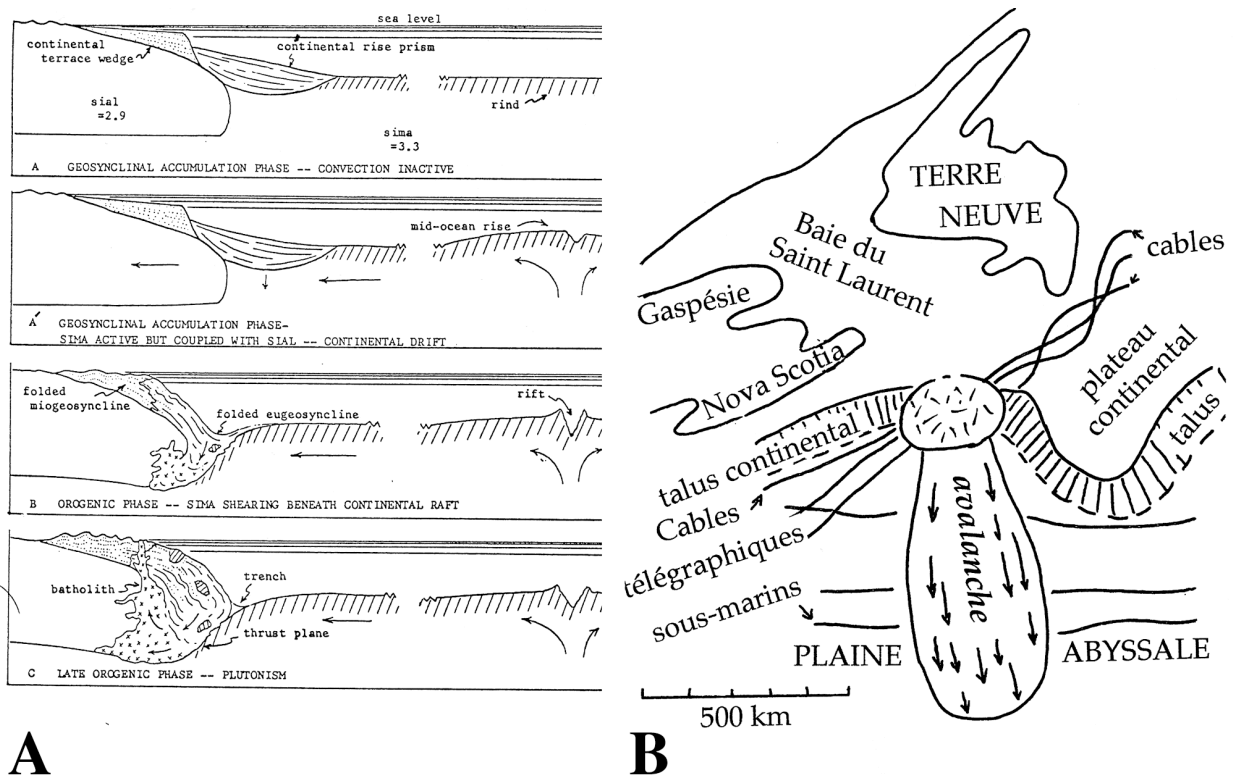 sea level
continental
terrace wedge
continental rise prism
sial
=2.9
rind
sima
=3.3
A GEOSYNCLINAL ACCUMULATION PHASE -- CONVECTION INACTIVE
mid-ocean rise
A' GEOSYNCLINAL ACCUMULATION PHASE-
SIMA ACTIVE BUT COUPLED WITH SIAL -- CONTINENTAL DRIFT
folded
miogeosyncline
folded eugeosyncline
rift
B OROGENIC PHASE -- SIMA SHEARING BENEATH CONTINENTAL RAFT
batholith
trench
thrust plane
C LATE OROGENIC PHASE -- PLUTONISM
A
TERRE
NEUVE
Baie du
Saint Laurent
cables
Gaspésie
Nova Scotia
plateau
continental
talus
talus continental
Cables
télégraphiques
sous-marins
avalanche
PLAINE ABYSSALE
500 km
B